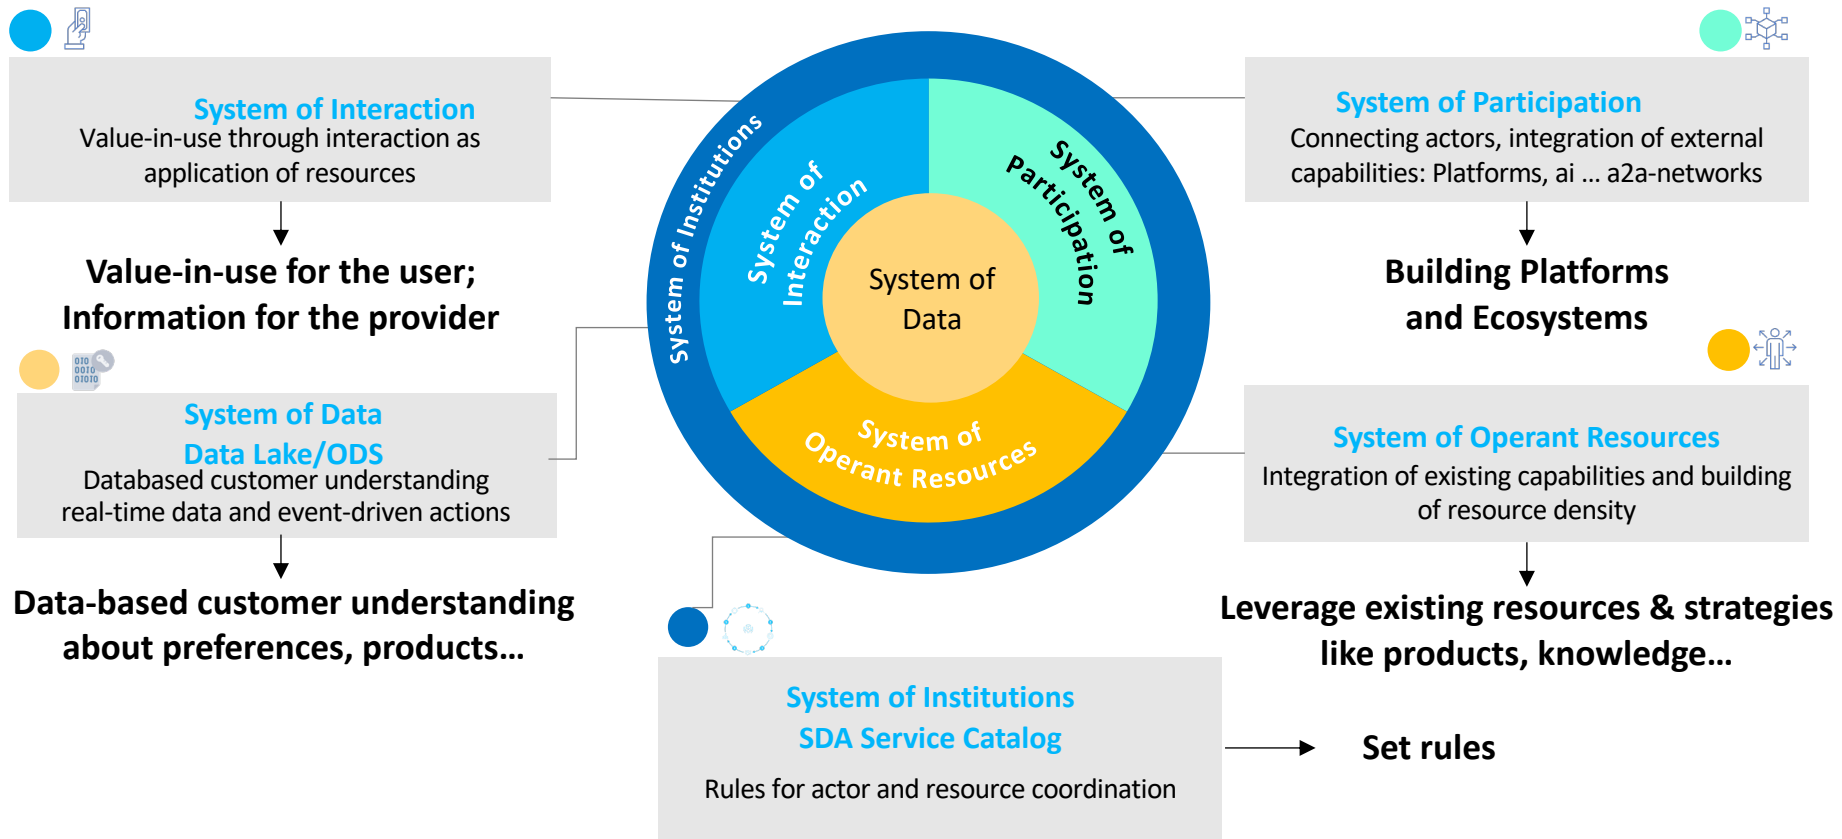 System of Interaction
Value-in-use through interaction as
application of resources
Value-in-use for the user;
Information for the provider
010
0010
01010
System of Data
Data Lake/ODS
Databased customer understanding
real-time data and event-driven actions
Data-based customer understanding
about preferences, products...
System of Institutions
System of
Interaction
System of
Participation
System of
Data
System of
Operant Resources
System of Institutions
SDA Service Catalog
Rules for actor and resource coordination
Set rules
System of Participation
Connecting actors, integration of external
capabilities: Platforms, ai ... a2a-networks
Building Platforms
and Ecosystems
System of Operant Resources
Integration of existing capabilities and building
of resource density
Leverage existing resources & strategies
like products, knowledge...